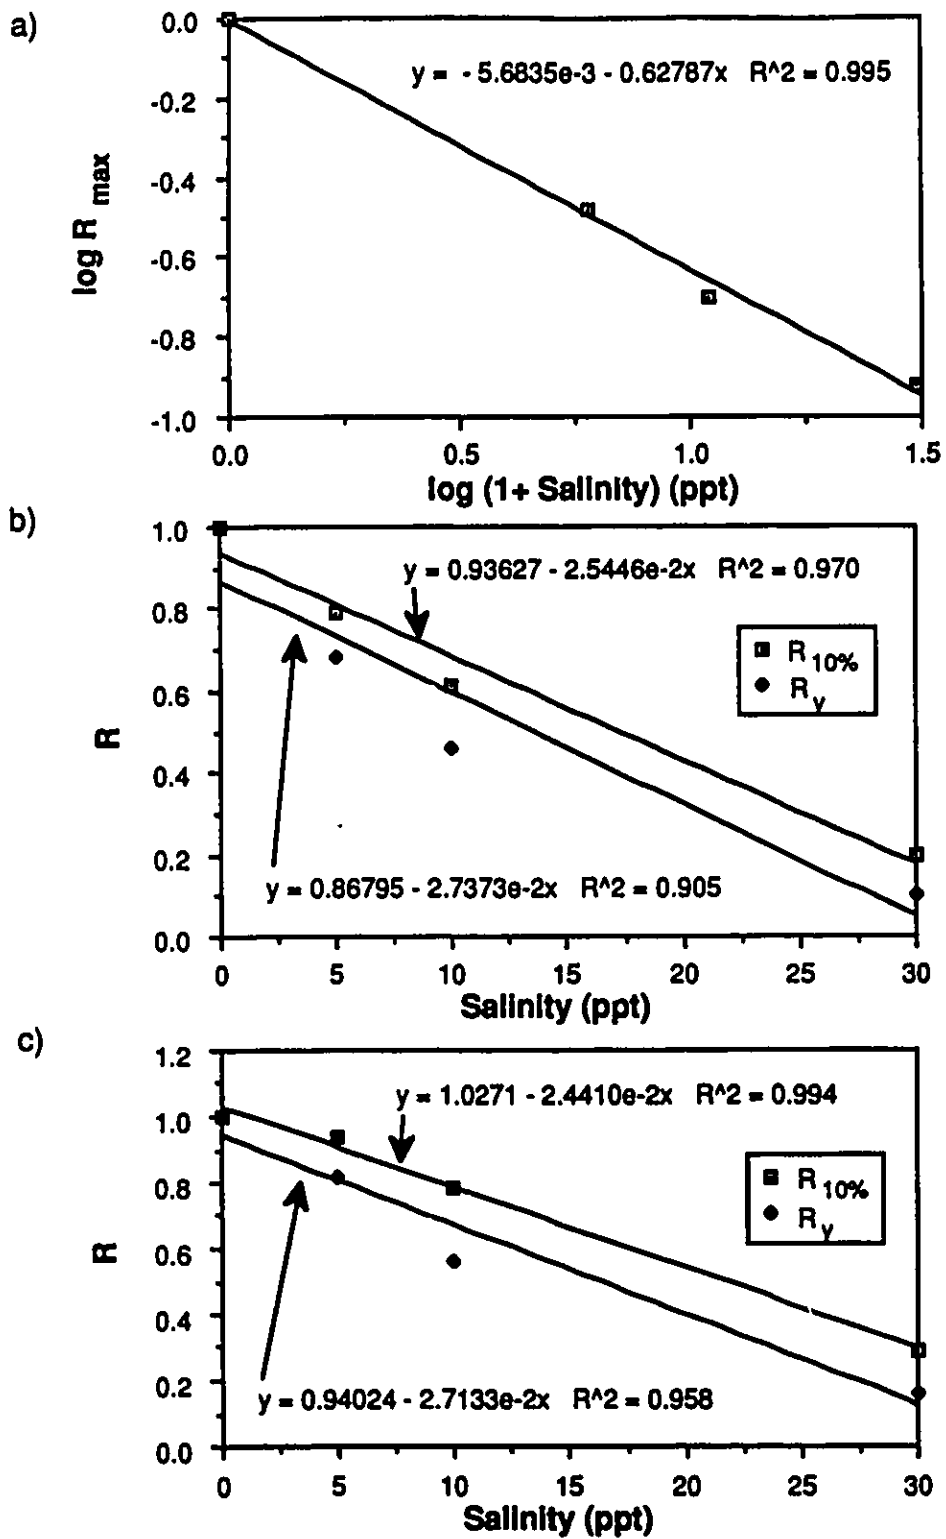 a)
0.0
-0.2
-0.4
-0.6
-0.8
-1.0
log R max
y = - 5.6835e-3 - 0.62787x R^2 = 0.995
0.0 0.5 1.0 1.5
log (1+ Salinity) (ppt)
b)
1.0
0.8
0.6
0.4
0.2
0.0
R
y = 0.93627 - 2.5446e-2x R^2 = 0.970
R 10%
R y
y = 0.86795 - 2.7373e-2x R^2 = 0.905
0 5 10 15 20 25 30
Salinity (ppt)
c)
1.2
1.0
0.8
0.6
0.4
0.2
0.0
R
y = 1.0271 - 2.4410e-2x R^2 = 0.994
R 10%
R y
y = 0.94024 - 2.7133e-2x R^2 = 0.958
0 5 10 15 20 25 30
Salinity (ppt)